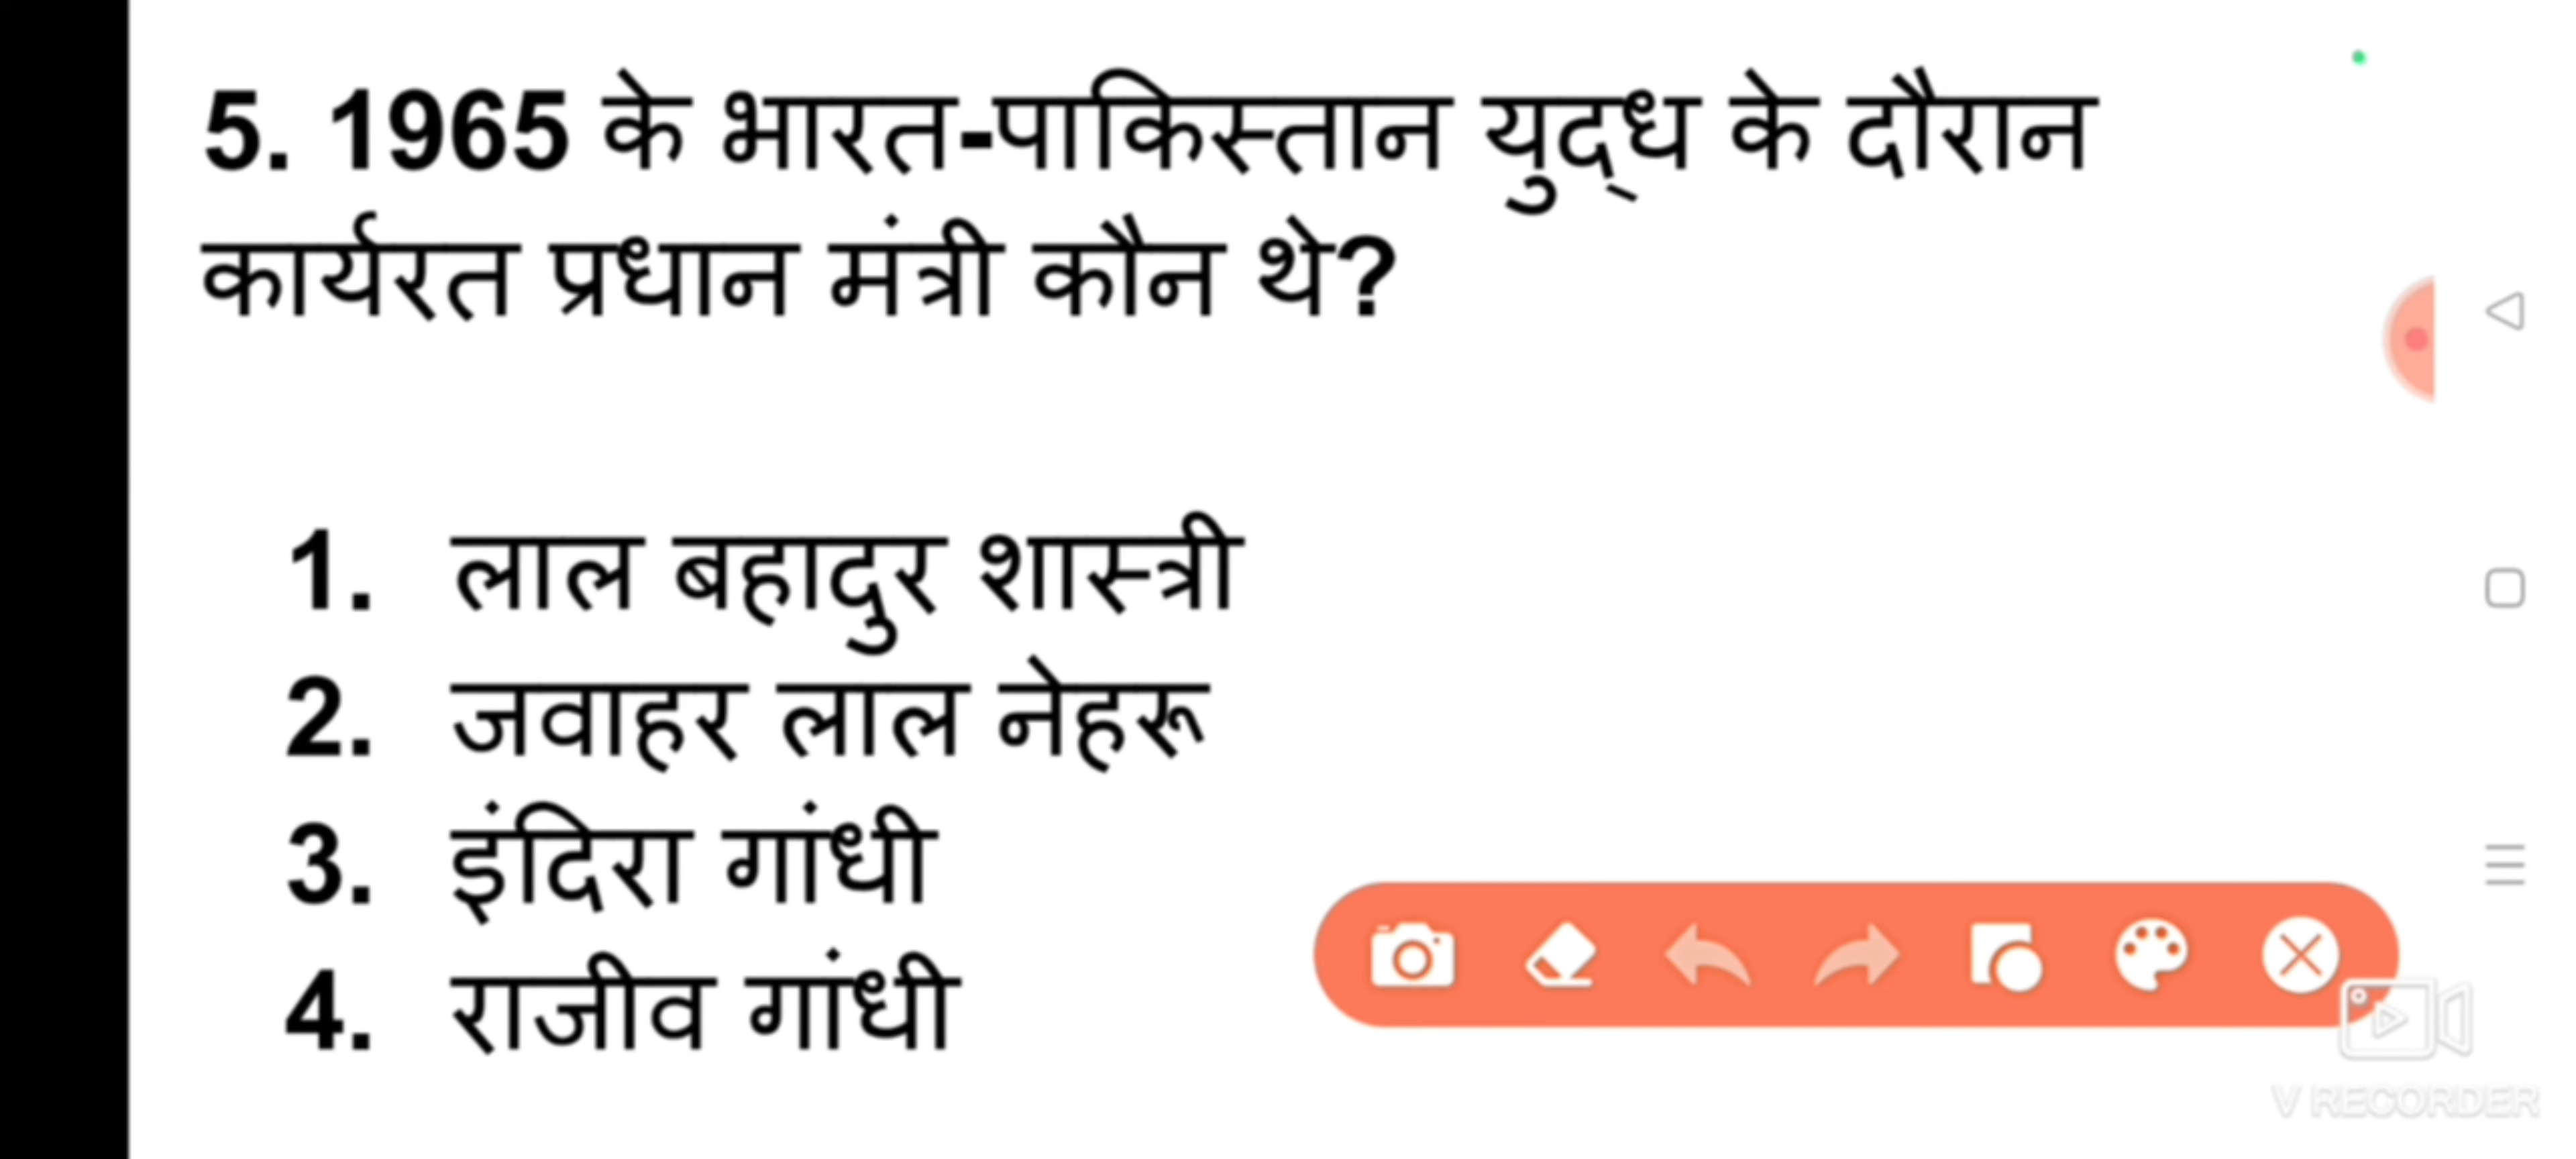 5. 1965 के भारत-पाकिस्तान युद्‌ध के दौरान
कार्यरत प्रधान मंत्री कौन थे?
1. लाल बहादुर शास्त्री
2. जवाहर लाल नेहरू
3. इंदिरा गांधी
4. राजीव गांधी
V RECORDER